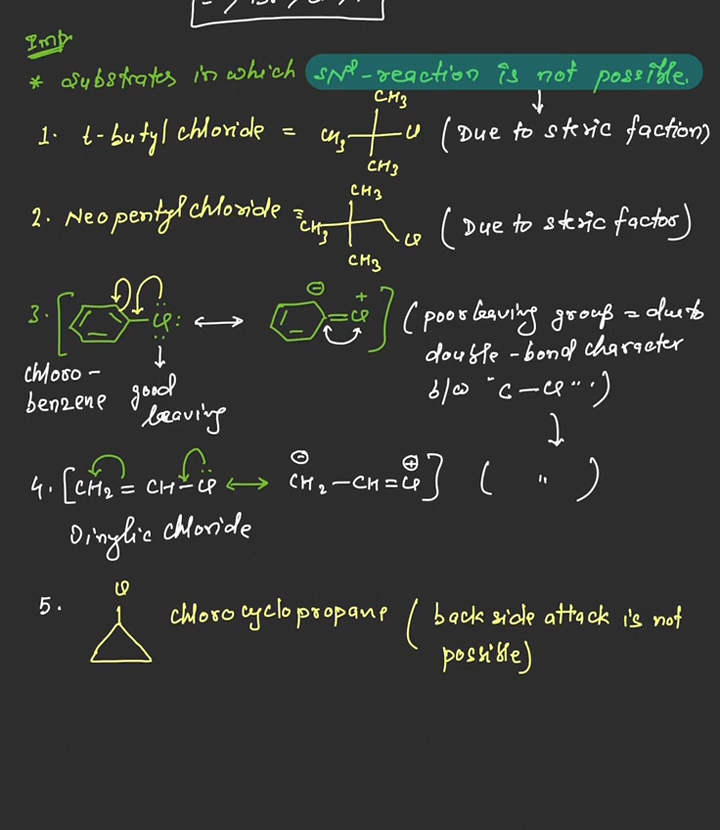 Imp.
* Substrates in which SN2-reaction is not possible.
1. t-butyl chloride = CH3 CH3 CH3 Cl (Due to steric faction)
2. Neopentyl chloride = CH3 CH3 CH3 Cl (Due to steric factor)
3. [ Cl: ⟷ ⊖ =Cl + ] (poor leaving group = due to
double-bond character
b/w "C-Cl".)
chloro-
benzene
good
leaving
4. [CH2 = CH-Cl ⟷ ⊖ CH2-CH=Cl ⊕] ( " )
Vinylic chloride
5. Cl chlorocyclopropane (back side attack is not
possible)